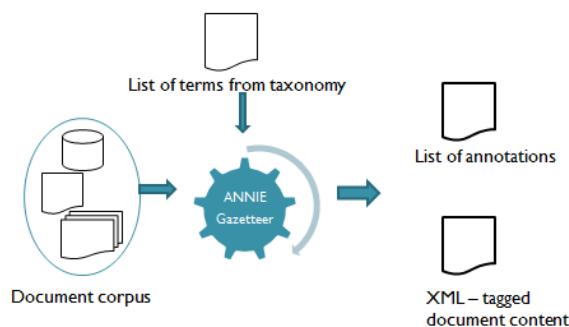 List of terms from taxonomy
List of annotations
ANNIE
Gazetteer
Document corpus
XML – tagged
document content